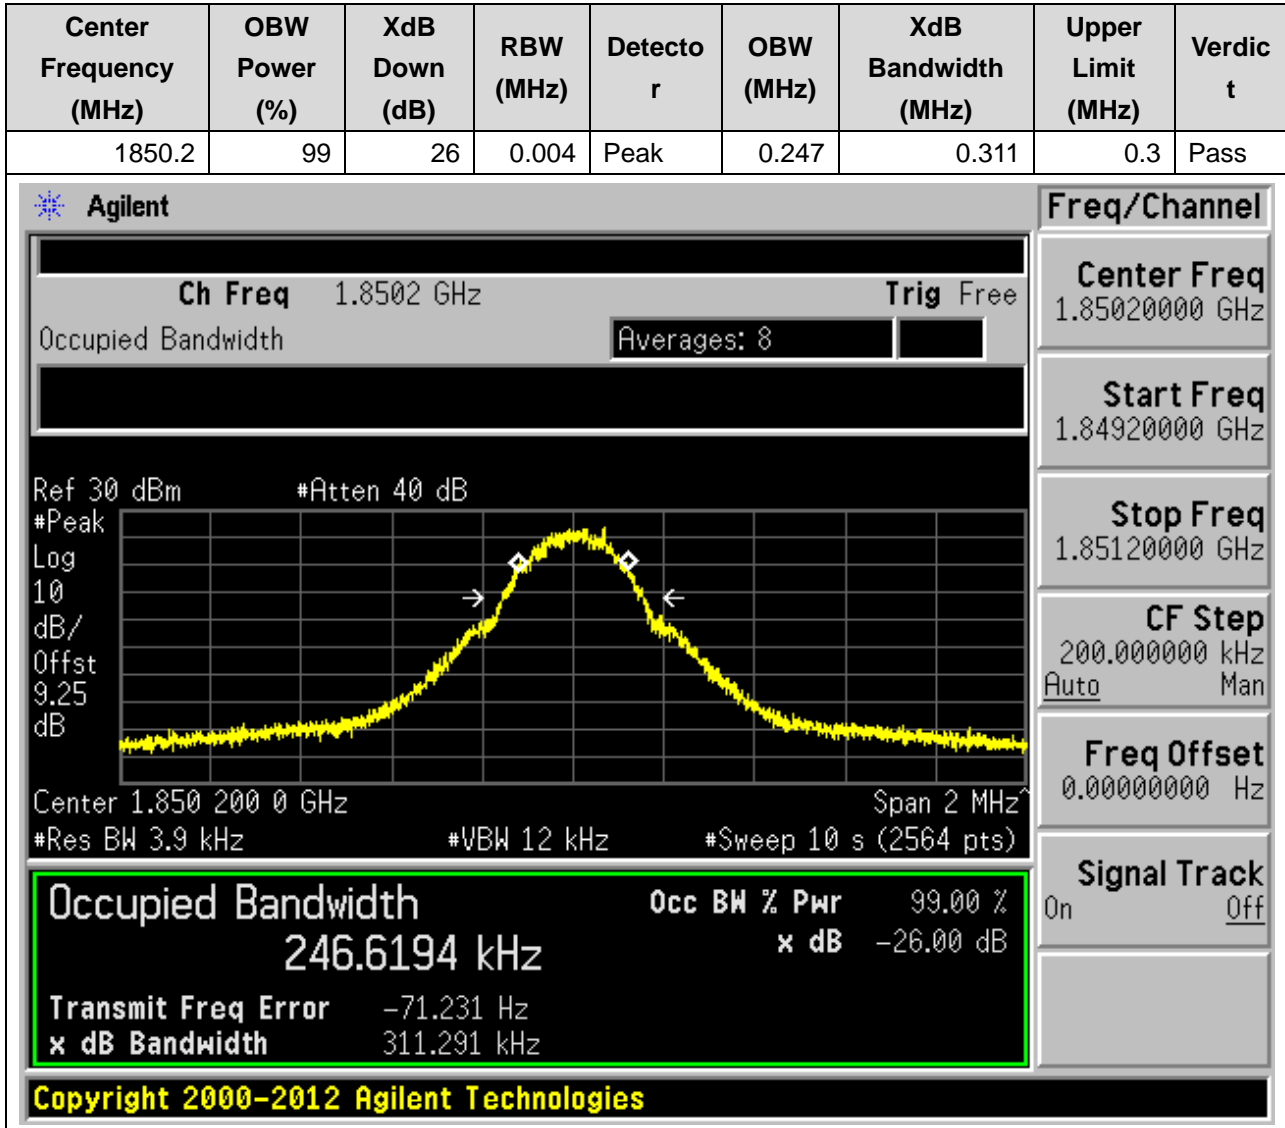 Center Frequency (MHz) OBW Power (%) XdB Down (dB) RBW (MHz) Detecto r OBW (MHz) XdB Bandwidth (MHz) Upper Limit (MHz) Verdic t
1850.2 99 26 0.004 Peak 0.247 0.311 0.3 Pass
Agilent
Freq/Channel
Ch Freq 1.8502 GHz Trig Free
Occupied Bandwidth Averages: 8
Ref 30 dBm #Atten 40 dB
#Peak
Log
10
dB/
Offst
9.25
dB
Center 1.850 200 0 GHz Span 2 MHz^
#Res BW 3.9 kHz #VBW 12 kHz #Sweep 10 s (2564 pts)
Occupied Bandwidth Occ BW % Pwr 99.00 %
246.6194 kHz x dB -26.00 dB
Transmit Freq Error -71.231 Hz
x dB Bandwidth 311.291 kHz
Center Freq
1.85020000 GHz
Start Freq
1.84920000 GHz
Stop Freq
1.85120000 GHz
CF Step
200.000000 kHz
Auto Man
Freq Offset
0.00000000 Hz
Signal Track
On Off
Copyright 2000-2012 Agilent Technologies